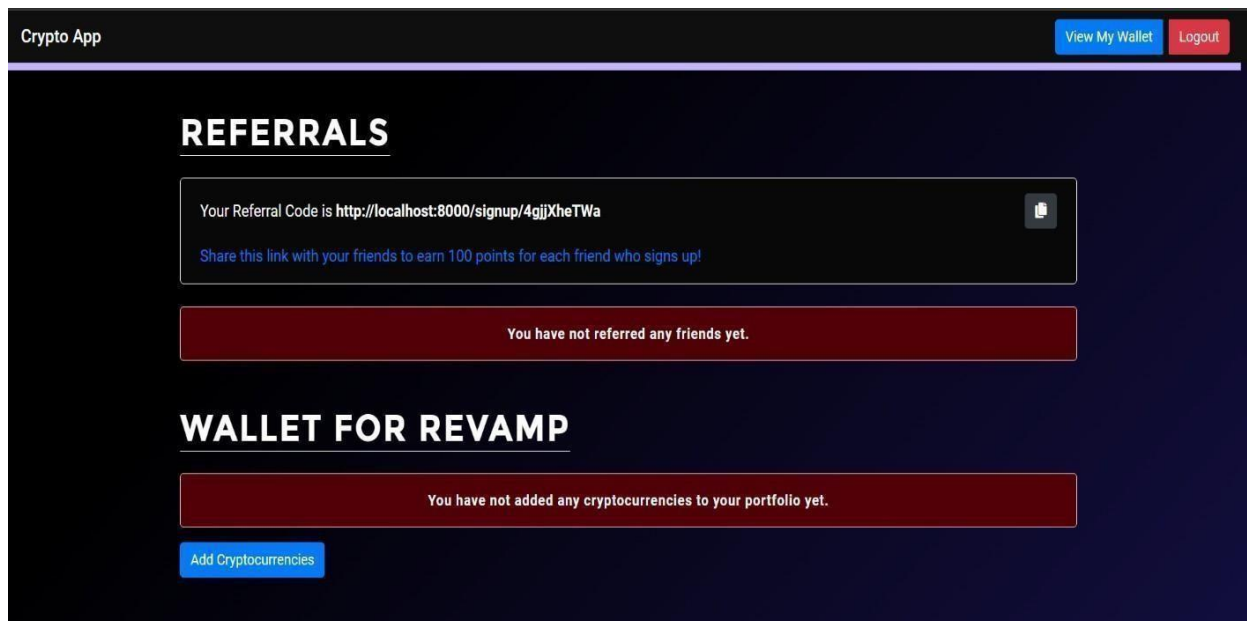 Crypto App
View My Wallet
Logout
REFERRALS
Your Referral Code is http://localhost:8000/signup/4gjjXheTWa
Share this link with your friends to earn 100 points for each friend who signs up!
You have not referred any friends yet.
WALLET FOR REVAMP
You have not added any cryptocurrencies to your portfolio yet.
Add Cryptocurrencies